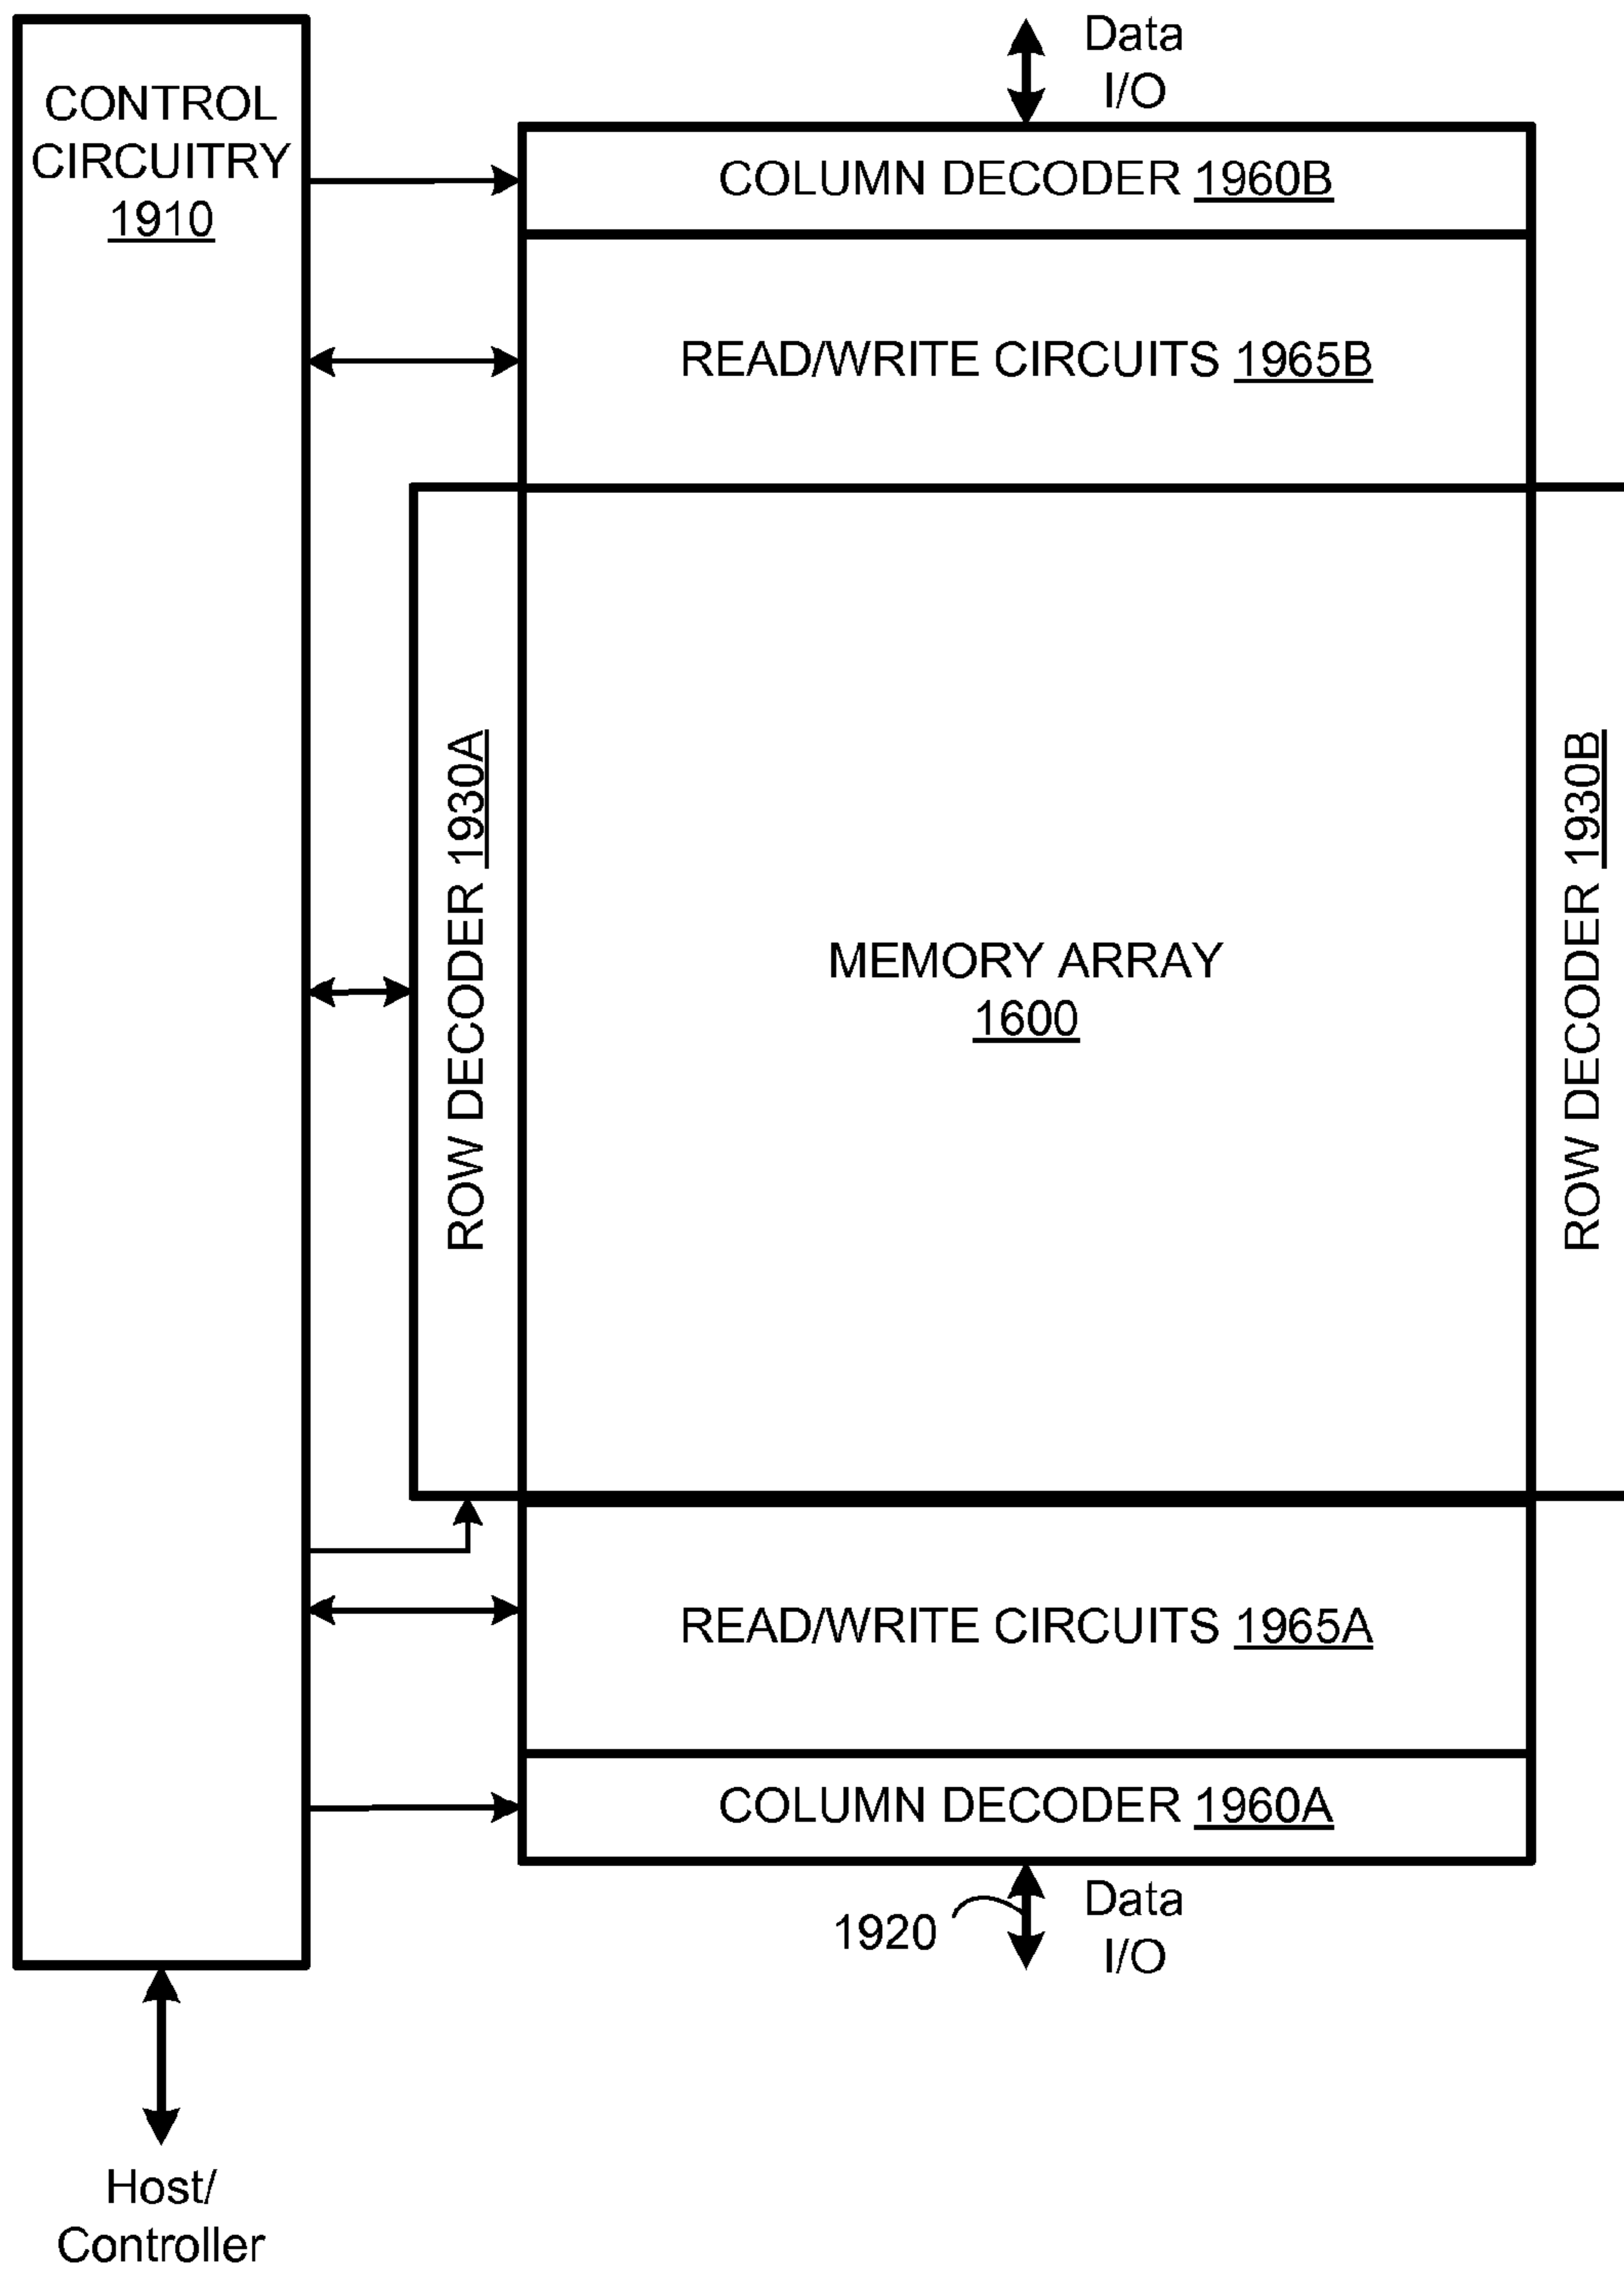 CONTROL
CIRCUITRY
1910
Data
I/O
COLUMN DECODER 1960B
READ/WRITE CIRCUITS 1965B
ROW DECODER 1930A
MEMORY ARRAY
1600
ROW DECODER 1930B
READ/WRITE CIRCUITS 1965A
COLUMN DECODER 1960A
1920
Data
I/O
Host/
Controller